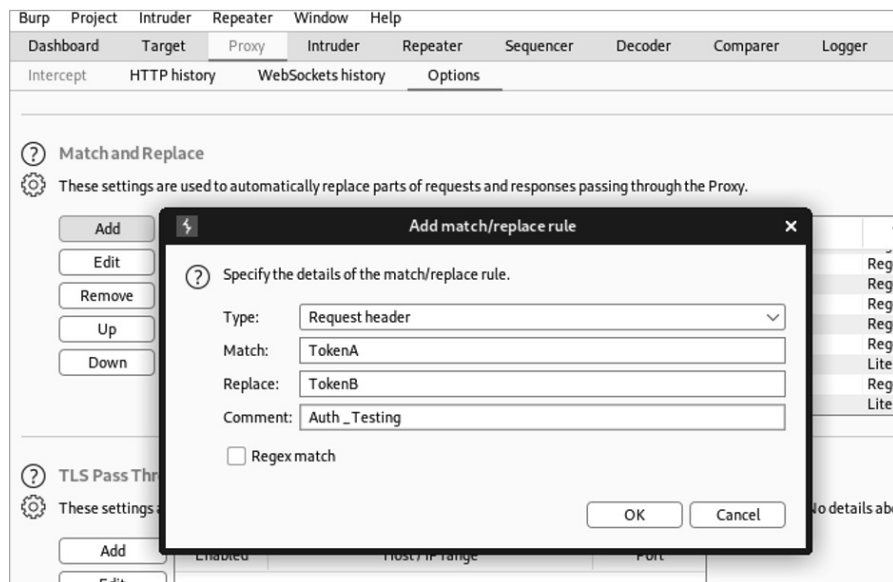 Burp Project Intruder Repeater Window Help
Dashboard Target Proxy Intruder Repeater Sequencer Decoder Comparer Logger
Intercept HTTP history WebSockets history Options
? Match and Replace
These settings are used to automatically replace parts of requests and responses passing through the Proxy.
Add
Edit
Remove
Up
Down
Add match/replace rule
? Specify the details of the match/replace rule.
Type: Request header
Match: TokenA
Replace: TokenB
Comment: Auth _Testing
Regex match
OK Cancel
Reg
Reg
Reg
Reg
Reg
Lite
Reg
Lite
? TLS Pass Thr
These settings
No details ab
Add Enabled Host / IP range Port
Edit